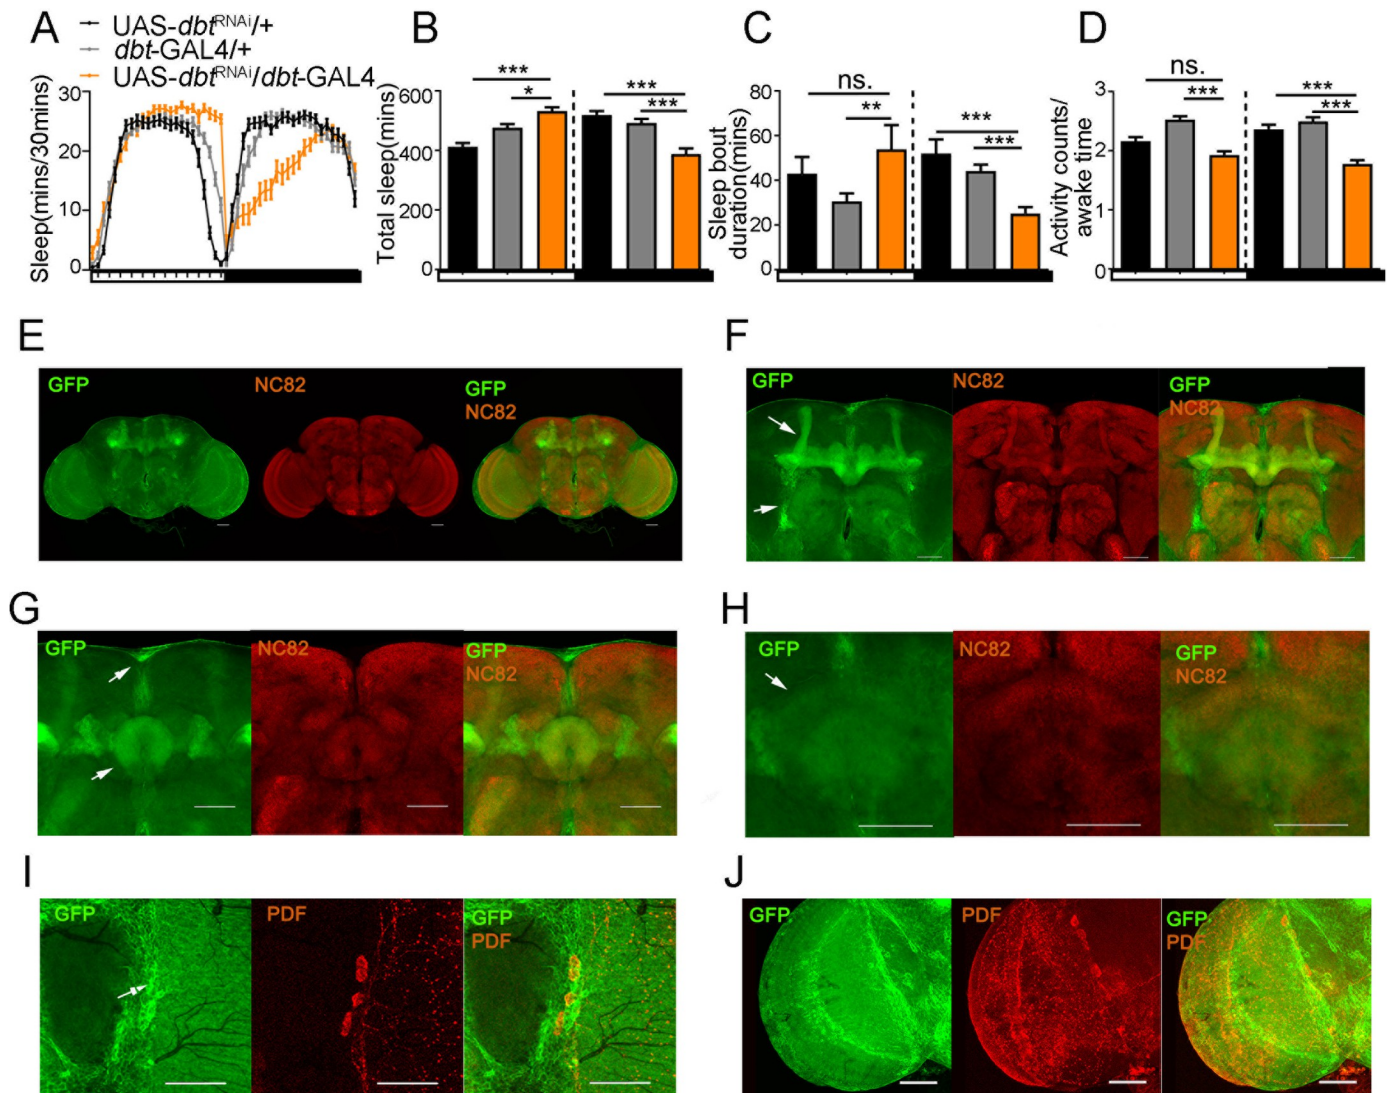 A
UAS-dbtRNAi/+
dbt-GAL4/+
UAS-dbtRNAi/dbt-GAL4
Sleep(mins/30mins)
30
20
10
0
B
Total sleep(mins)
600
400
200
0
***
*
***
***
C
Sleep bout
duration(mins)
80
60
40
20
0
ns.
**
***
***
D
Activity counts/
awake time
3
2
1
0
ns.
***
***
***
E
GFP
NC82
GFP
NC82
F
GFP
NC82
GFP
NC82
G
GFP
NC82
GFP
NC82
H
GFP
NC82
GFP
NC82
I
GFP
PDF
GFP
PDF
J
GFP
PDF
GFP
PDF